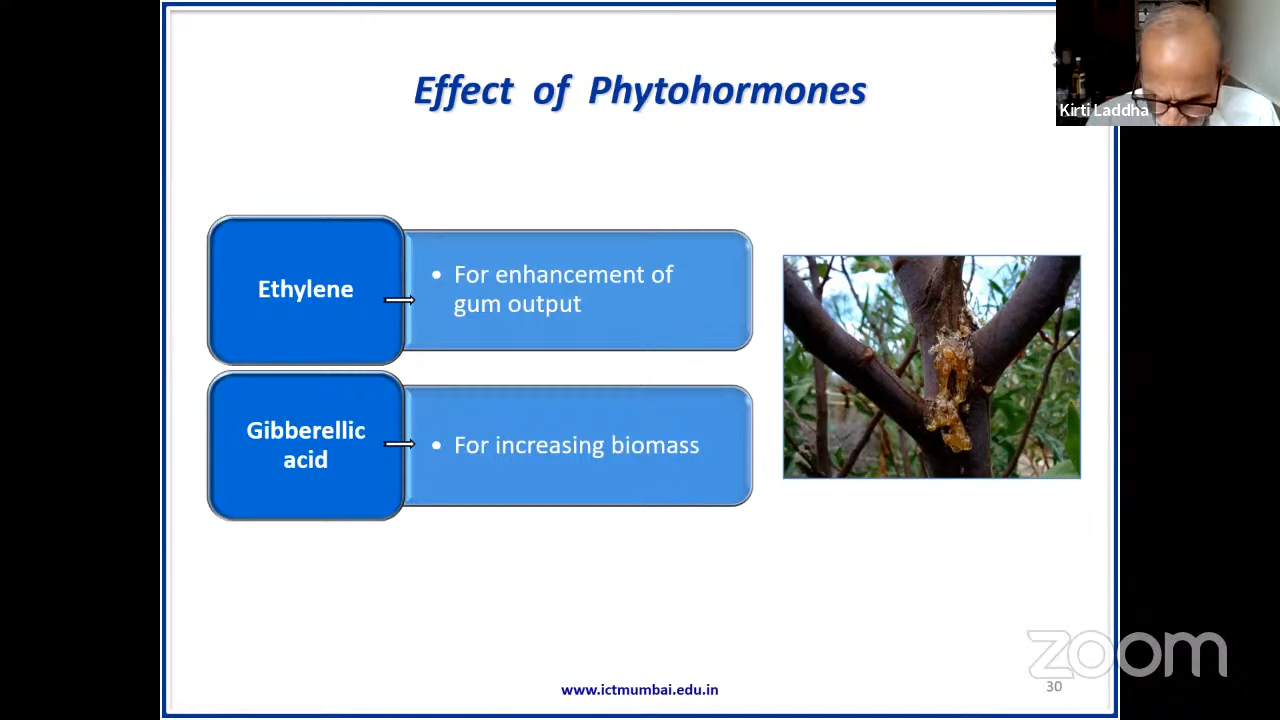 Effect of Phytohormones
Kirti Laddha
Ethylene
• For enhancement of
gum output
Gibberellic
acid
• For increasing biomass
zoom
www.ictmumbai.edu.in
30